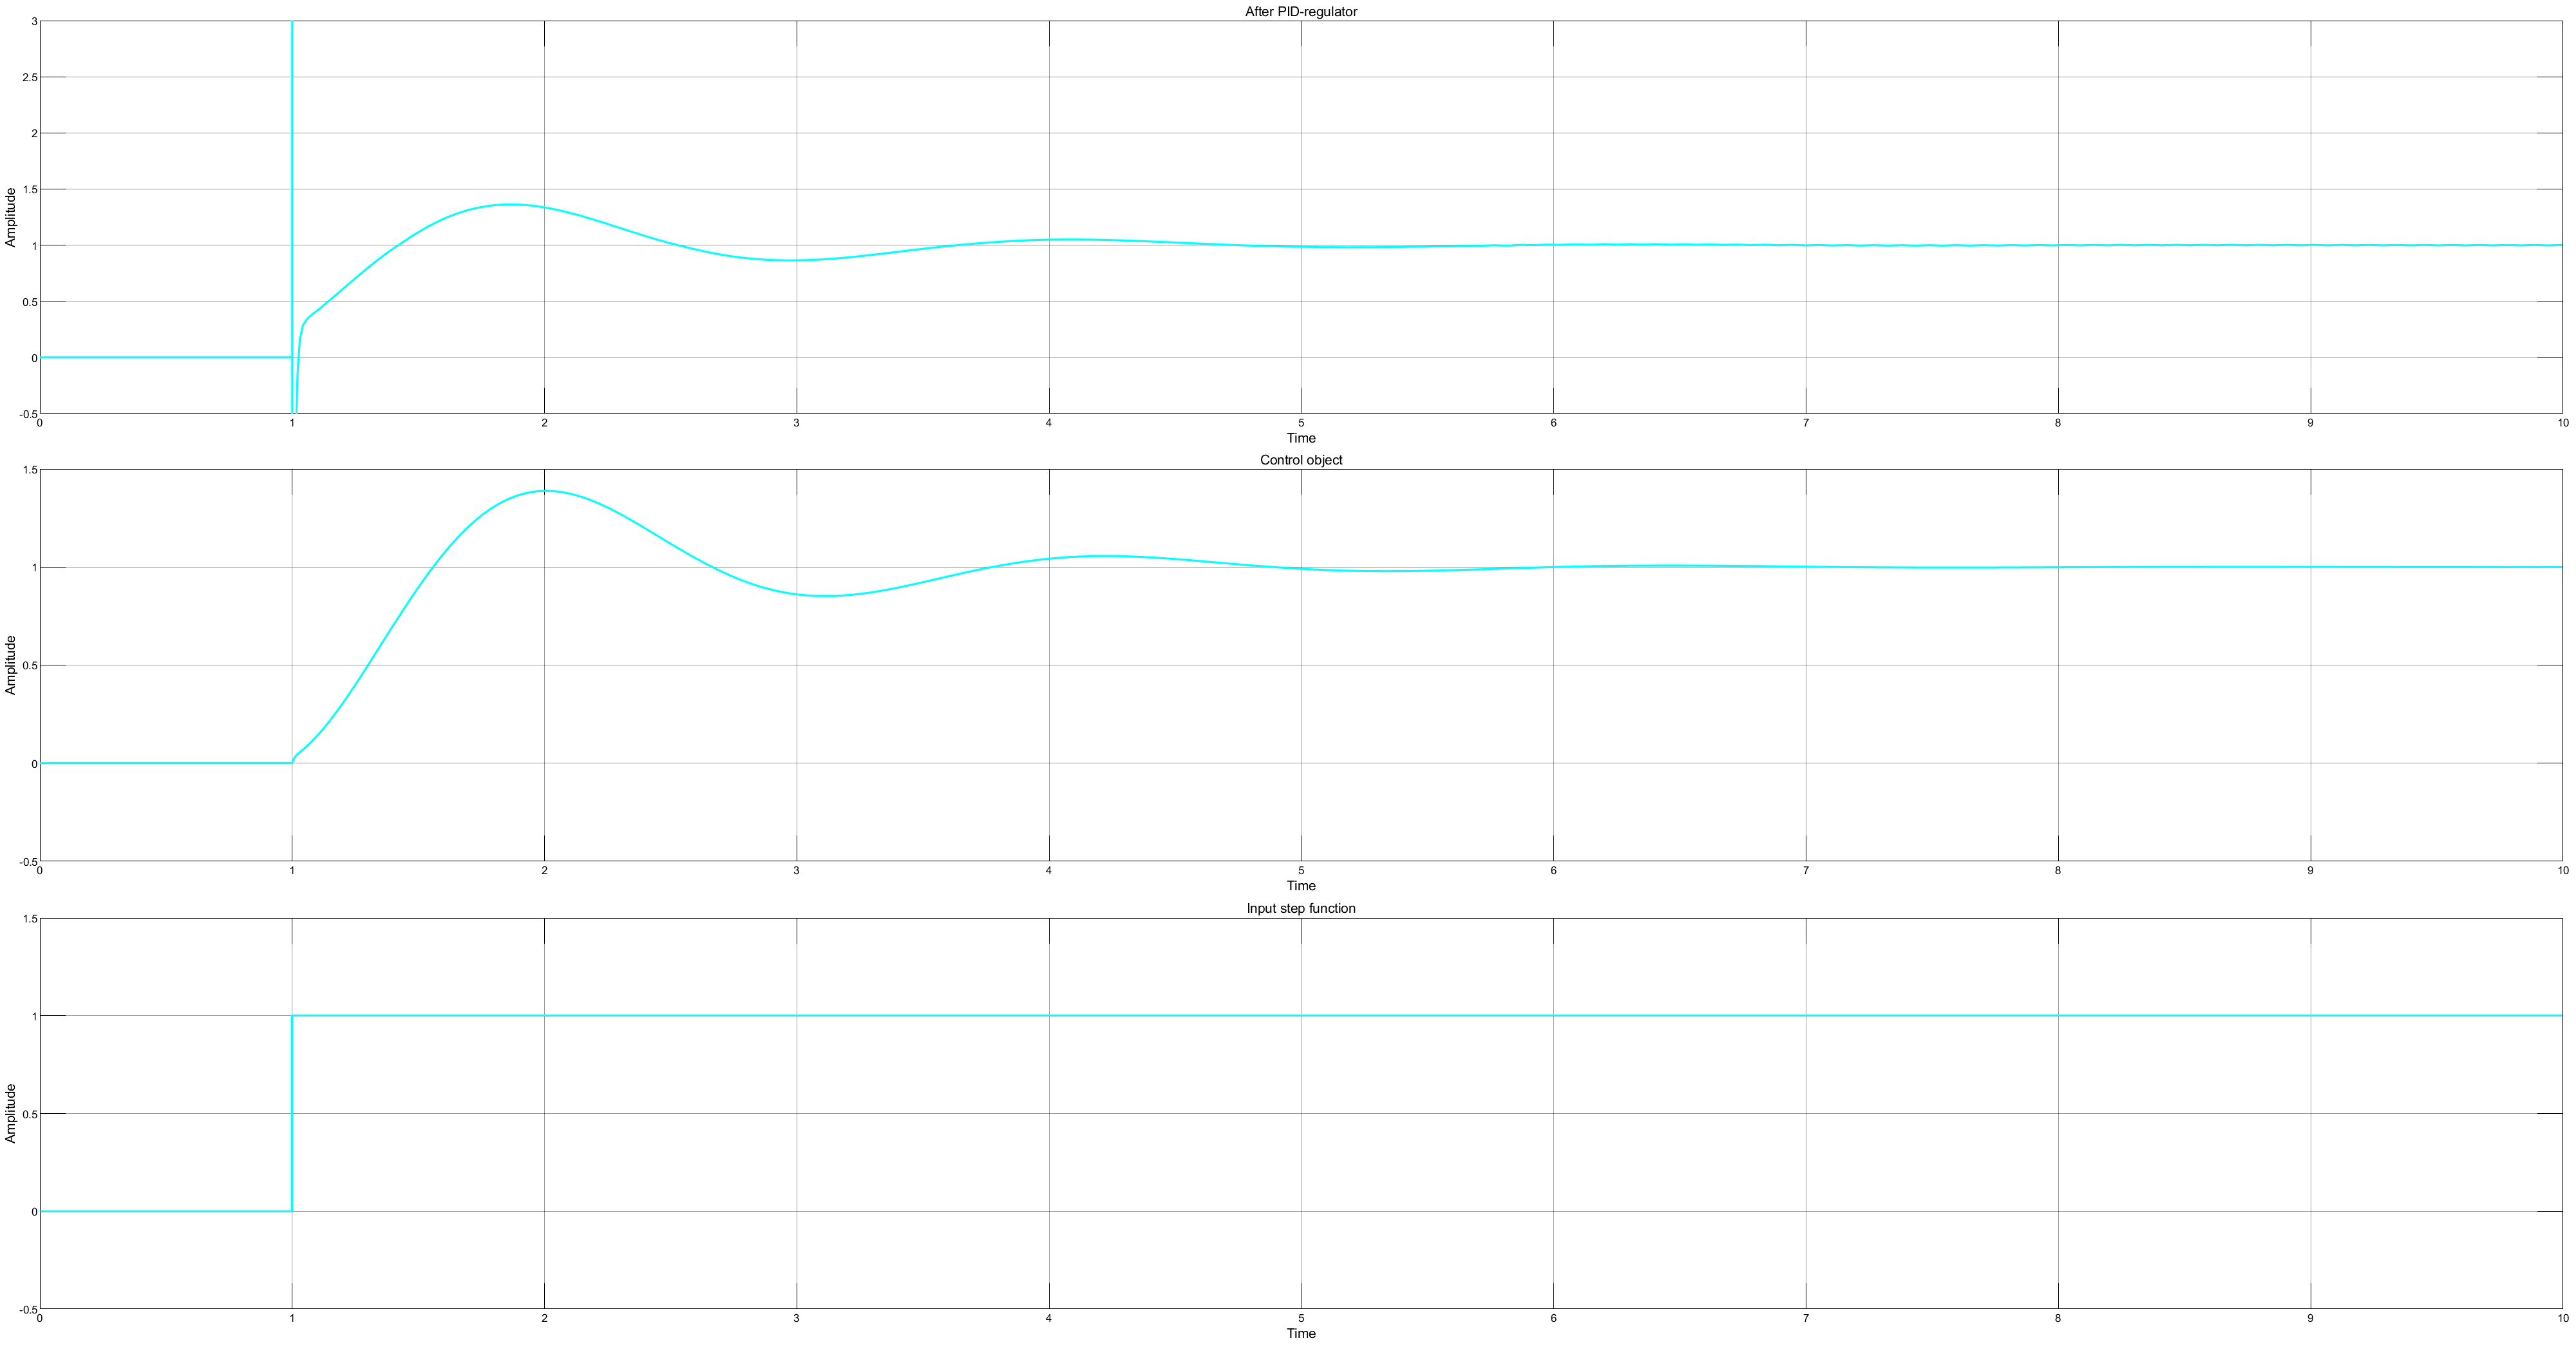 After PID-regulator
3
2.5
2
1.5
1
0.5
0
-0.5
Amplitude
0 1 2 3 4 5 6 7 8 9 10
Time
Control object
1.5
1
0.5
0
-0.5
Amplitude
0 1 2 3 4 5 6 7 8 9 10
Time
Input step function
1.5
1
0.5
0
-0.5
Amplitude
0 1 2 3 4 5 6 7 8 9 10
Time